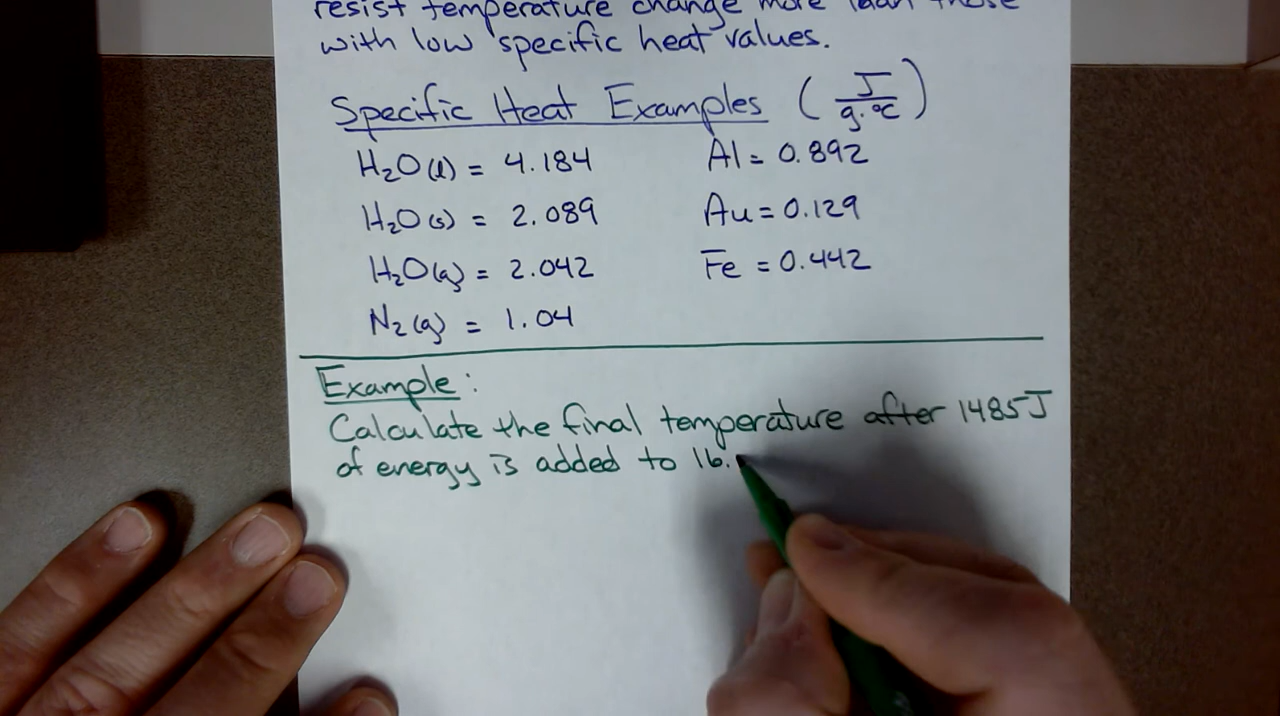 resist temperature change more than those
with low specific heat values.
Specific Heat Examples (J/g·°C)
H₂O(l) = 4.184
H₂O(s) = 2.089
H₂O(g) = 2.042
N₂(g) = 1.04
Al = 0.892
Au = 0.129
Fe = 0.442
Example:
Calculate the final temperature after 1485J
of energy is added to 16.